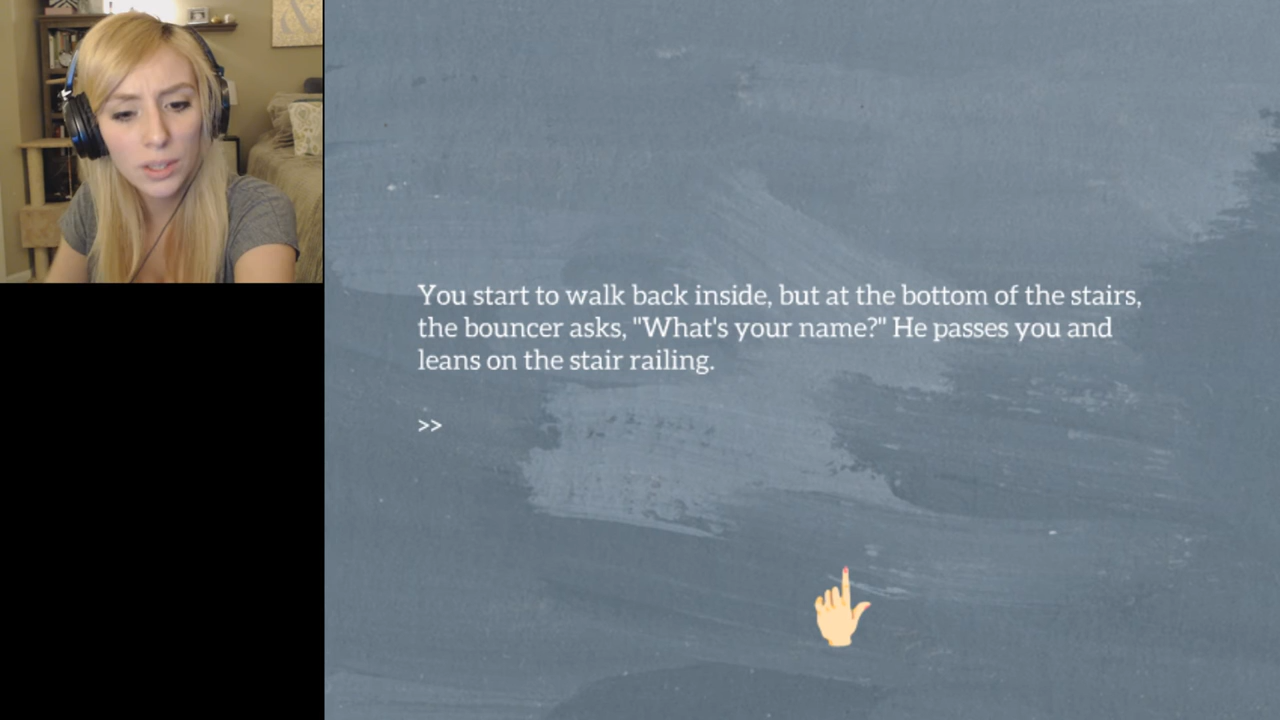 &
You start to walk back inside, but at the bottom of the stairs,
the bouncer asks, "What's your name?" He passes you and
leans on the stair railing.
>>